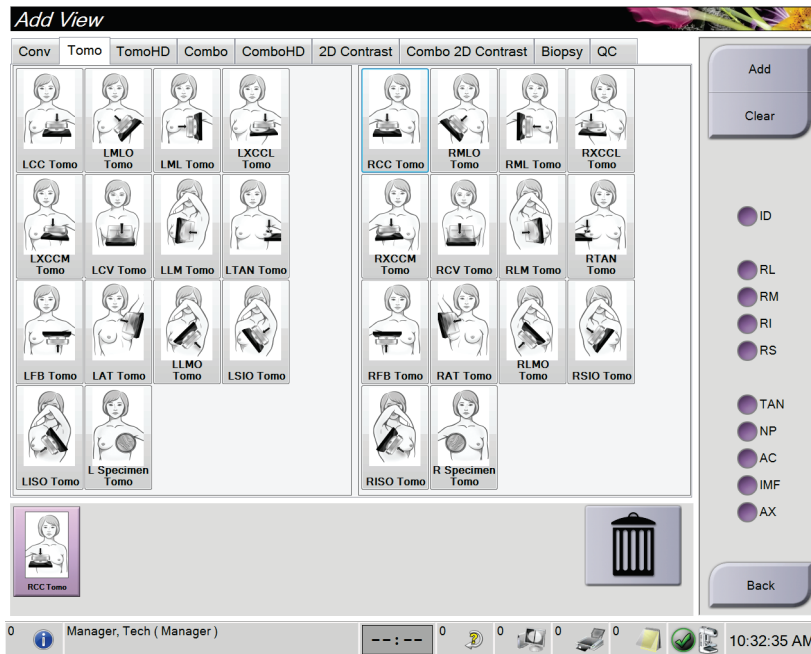 Add View
Conv Tomo TomoHD Combo ComboHD 2D Contrast Combo 2D Contrast Biopsy QC
LCC Tomo
LMLO
Tomo
LML Tomo
LXCCL
Tomo
RCC Tomo
RMLO
Tomo
RML Tomo
RXCCL
Tomo
LXCCM
Tomo
LCV Tomo
LLM Tomo
LTAN Tomo
RXCCM
Tomo
RCV Tomo
RLM Tomo
RTAN
Tomo
LFB Tomo
LAT Tomo
LLMO
Tomo
LSIO Tomo
RFB Tomo
RAT Tomo
RLMO
Tomo
RSIO Tomo
LISO Tomo
L Specimen
Tomo
RISO Tomo
R Specimen
Tomo
RCC Tomo
Add
Clear
ID
RL
RM
RI
RS
TAN
NP
AC
IMF
AX
Back
0 Manager, Tech ( Manager ) --:-- 0 0 0 0 10:32:35 AM